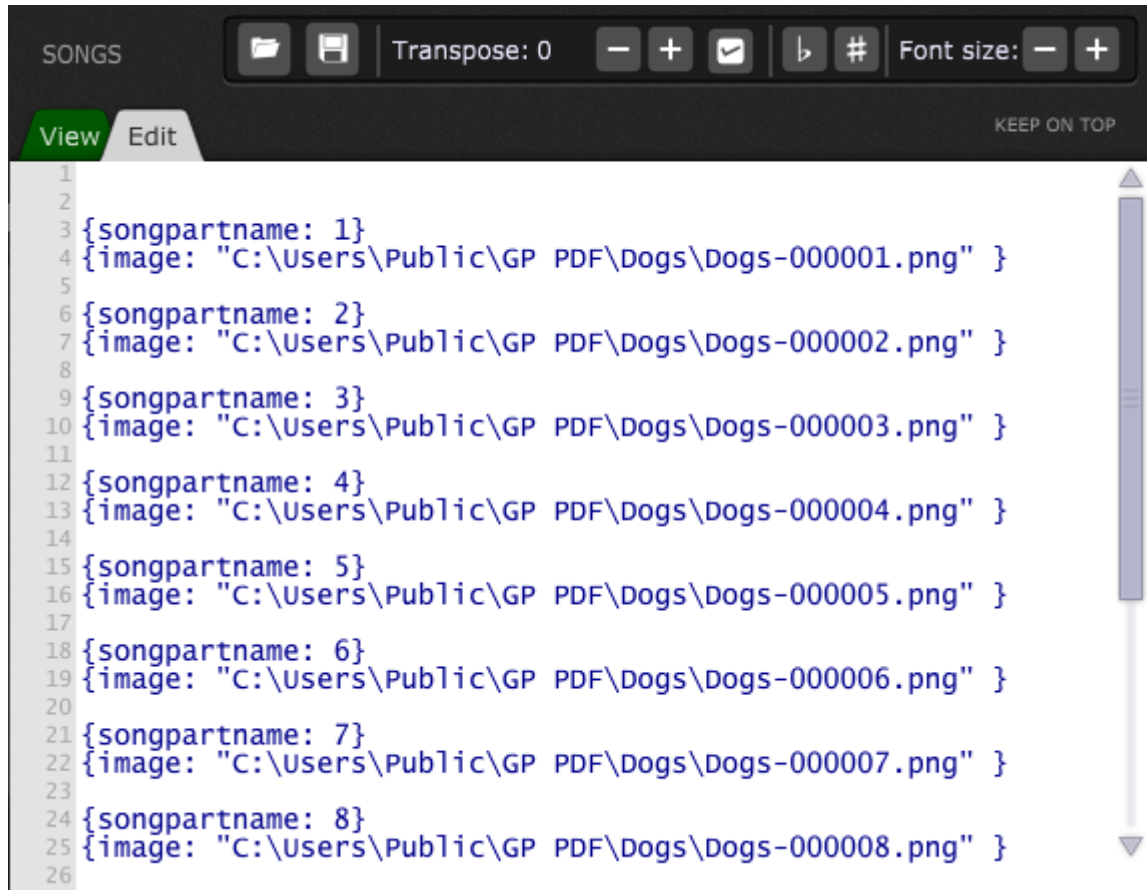 SONGS
Transpose: 0
♭
#
Font size:
View
Edit
KEEP ON TOP
1
2
3 {songpartname: 1}
4 {image: "C:\Users\Public\GP PDF\Dogs\Dogs-000001.png" }
5
6 {songpartname: 2}
7 {image: "C:\Users\Public\GP PDF\Dogs\Dogs-000002.png" }
8
9 {songpartname: 3}
10 {image: "C:\Users\Public\GP PDF\Dogs\Dogs-000003.png" }
11
12 {songpartname: 4}
13 {image: "C:\Users\Public\GP PDF\Dogs\Dogs-000004.png" }
14
15 {songpartname: 5}
16 {image: "C:\Users\Public\GP PDF\Dogs\Dogs-000005.png" }
17
18 {songpartname: 6}
19 {image: "C:\Users\Public\GP PDF\Dogs\Dogs-000006.png" }
20
21 {songpartname: 7}
22 {image: "C:\Users\Public\GP PDF\Dogs\Dogs-000007.png" }
23
24 {songpartname: 8}
25 {image: "C:\Users\Public\GP PDF\Dogs\Dogs-000008.png" }
26